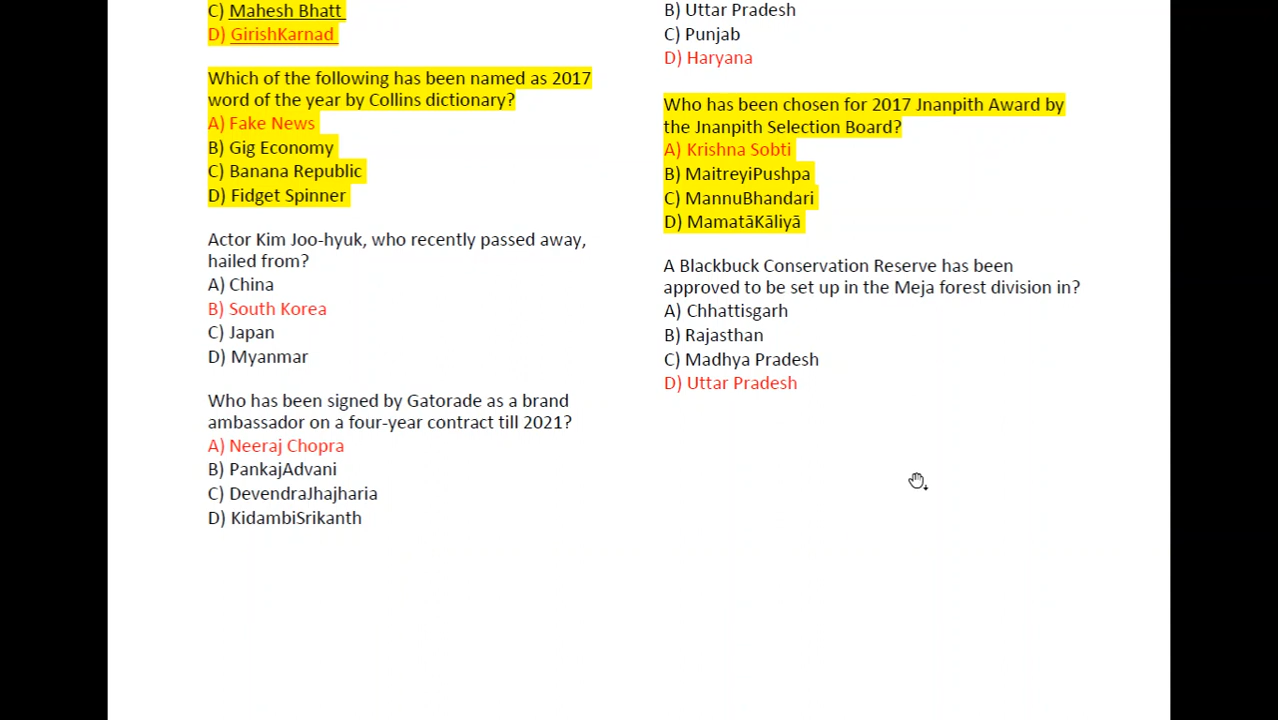 C) Mahesh Bhatt
D) GirishKarnad
Which of the following has been named as 2017
word of the year by Collins dictionary?
A) Fake News
B) Gig Economy
C) Banana Republic
D) Fidget Spinner
Actor Kim Joo-hyuk, who recently passed away,
hailed from?
A) China
B) South Korea
C) Japan
D) Myanmar
Who has been signed by Gatorade as a brand
ambassador on a four-year contract till 2021?
A) Neeraj Chopra
B) PankajAdvani
C) DevendraJhajharia
D) KidambiSrikanth
B) Uttar Pradesh
C) Punjab
D) Haryana
Who has been chosen for 2017 Jnanpith Award by
the Jnanpith Selection Board?
A) Krishna Sobti
B) MaitreyiPushpa
C) MannuBhandari
D) MamatāKāliyā
A Blackbuck Conservation Reserve has been
approved to be set up in the Meja forest division in?
A) Chhattisgarh
B) Rajasthan
C) Madhya Pradesh
D) Uttar Pradesh